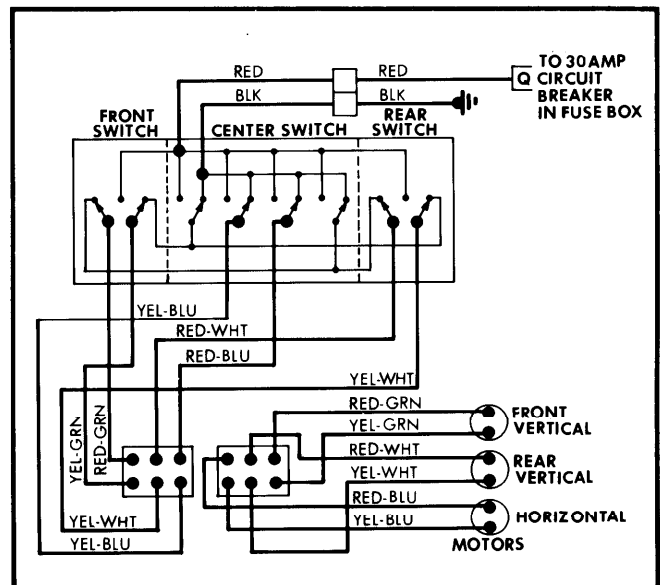 RED
RED
Q
TO 30 AMP
CIRCUIT
BREAKER
IN FUSE BOX
BLK
BLK
FRONT
SWITCH
CENTER SWITCH
REAR
SWITCH
YEL-BLU
RED-WHT
RED-BLU
YEL-WHT
RED-GRN
YEL-GRN
YEL-GRN
RED-GRN
FRONT
VERTICAL
RED-WHT
YEL-WHT
REAR
VERTICAL
RED-BLU
YEL-BLU
HORIZONTAL
YEL-WHT
YEL-BLU
MOTORS